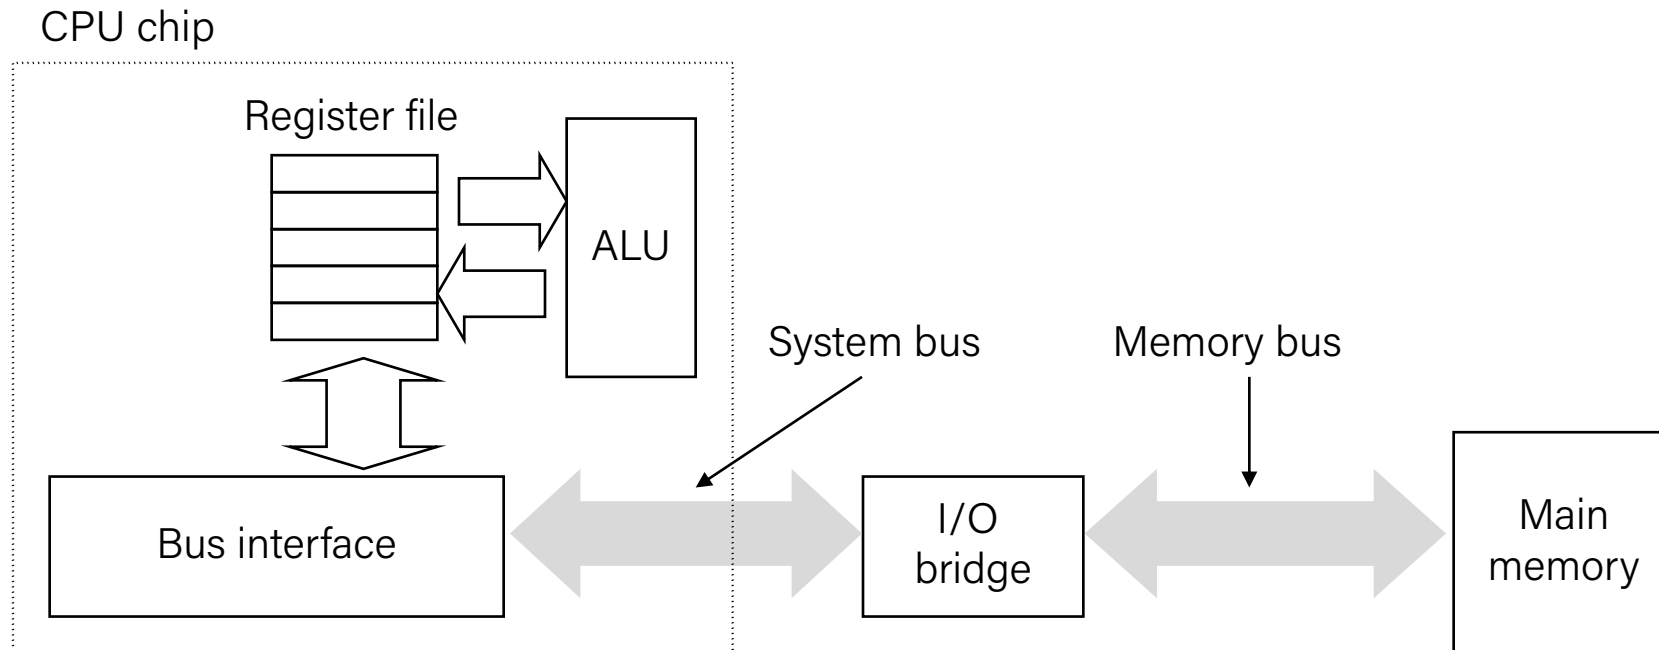 CPU chip
Register file
ALU
System bus
Memory bus
Bus interface
I/O
bridge
Main
memory